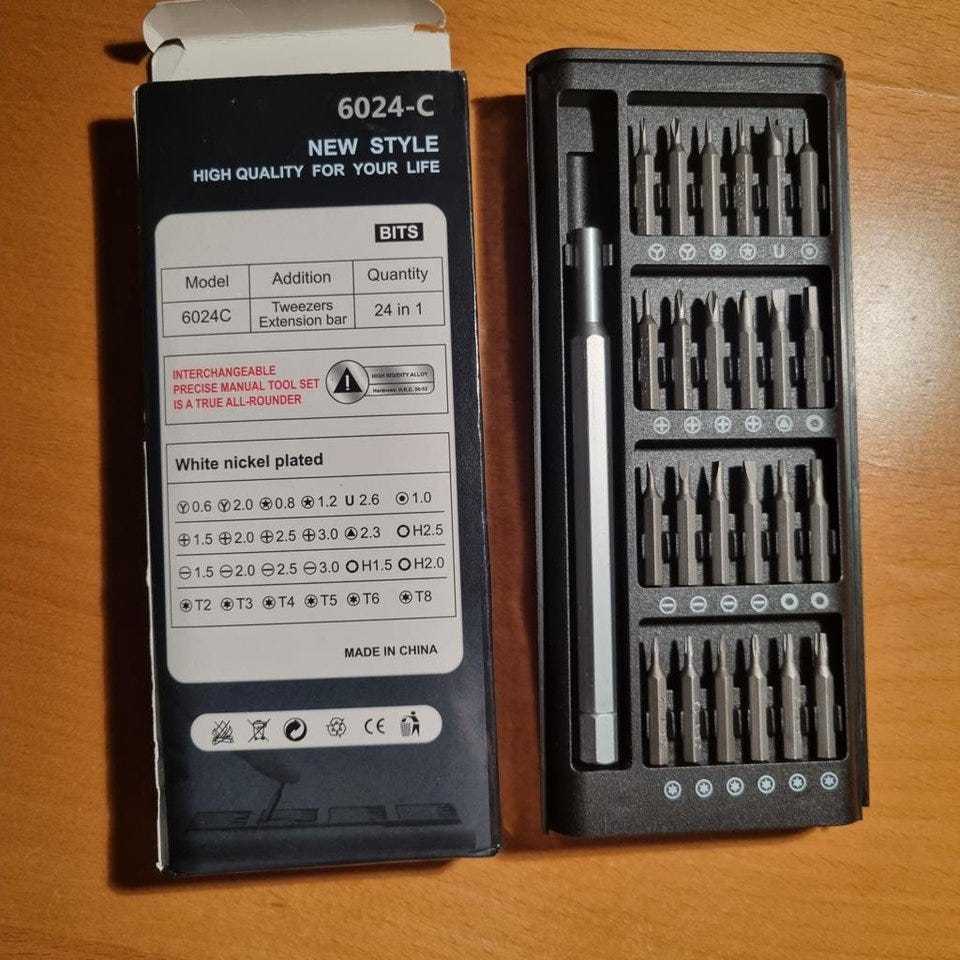 6024-C
NEW STYLE
HIGH QUALITY FOR YOUR LIFE
BITS
Model Addition Quantity
6024C Tweezers Extension bar 24 in 1
INTERCHANGEABLE
PRECISE MANUAL TOOL SET
IS A TRUE ALL-ROUNDER
HIGH RIGIDITY ALLOY
Hardness: H.R.C. 58-62
White nickel plated
0.6 2.0 0.8 1.2 U 2.6 1.0
1.5 2.0 2.5 3.0 2.3 H2.5
1.5 2.0 2.5 3.0 H1.5 H2.0
T2 T3 T4 T5 T6 T8
MADE IN CHINA
CE
U